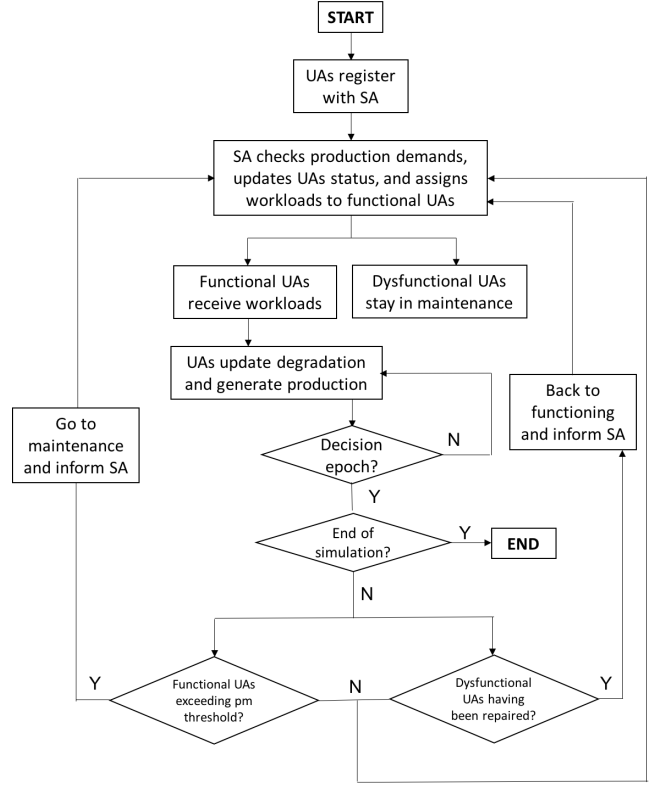 START
UAs register
with SA
SA checks production demands,
updates UAs status, and assigns
workloads to functional UAs
Functional UAs
receive workloads
Dysfunctional UAs
stay in maintenance
UAs update degradation
and generate production
Back to
functioning
and inform SA
Go to
maintenance
and inform SA
Decision
epoch?
N
Y
End of
simulation?
Y
END
N
Y
Functional UAs
exceeding pm
threshold?
N
Dysfunctional
UAs having
been repaired?
Y